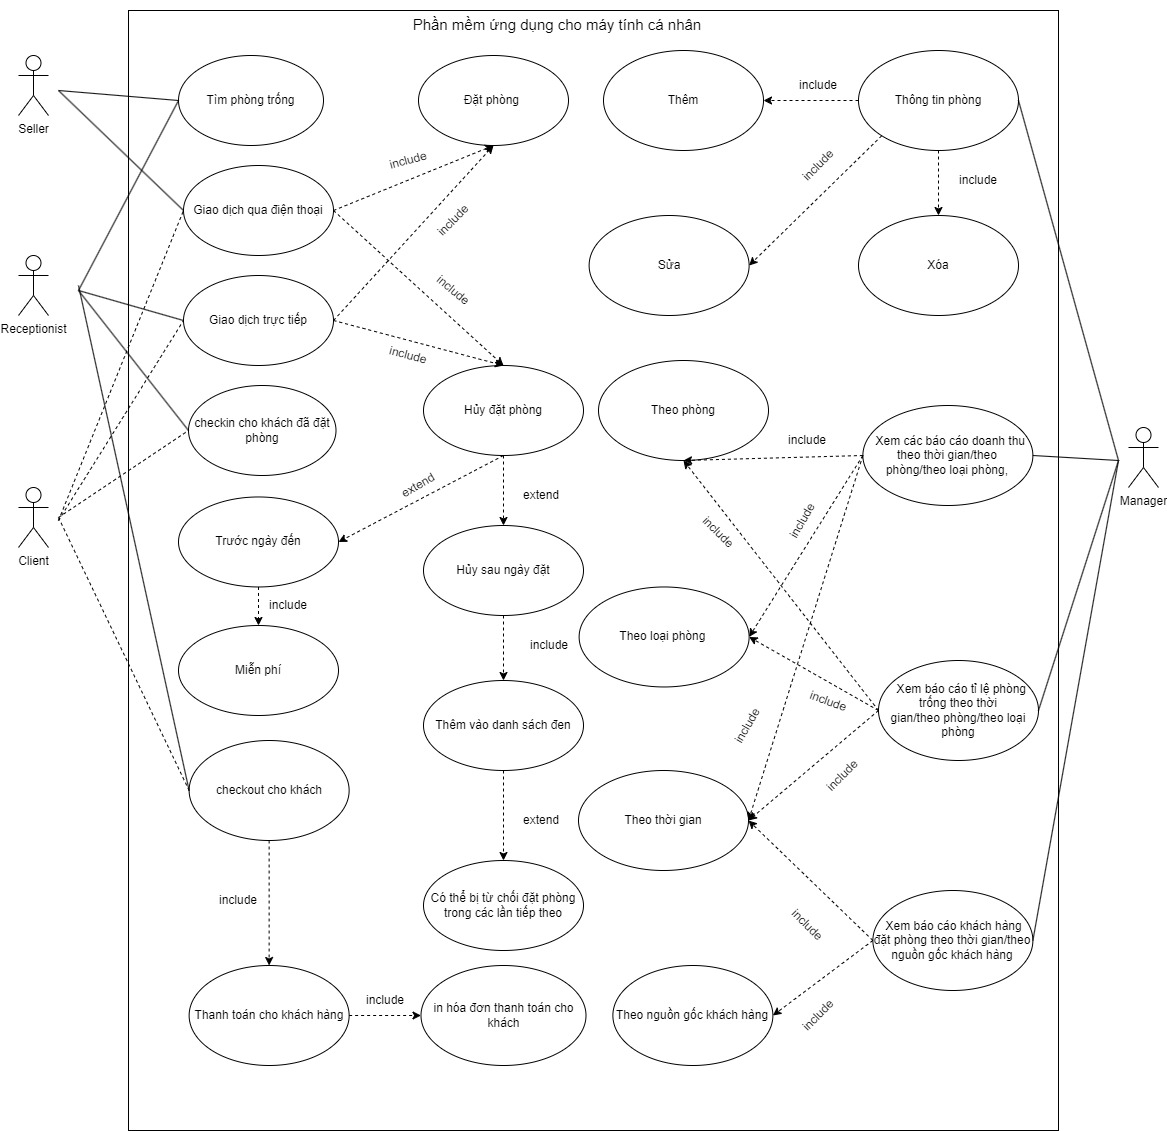 Phần mềm ứng dụng cho máy tính cá nhân
Seller
Tìm phòng trống
Đặt phòng
Thêm
include
Thông tin phòng
include
include
include
Giao dịch qua điện thoại
include
Sửa
Xóa
Receptionist
Giao dịch trực tiếp
include
include
Hủy đặt phòng
Theo phòng
checkin cho khách đã đặt
phòng
include
Xem các báo cáo doanh thu
theo thời gian/theo
phòng/theo loại phòng,
Manager
extend
extend
include
include
Client
Trước ngày đến
Hủy sau ngày đặt
include
include
Theo loại phòng
Miễn phí
include
Xem báo cáo tỉ lệ phòng
trống theo thời
gian/theo phòng/theo loại
phòng
Thêm vào danh sách đen
include
include
checkout cho khách
extend
Theo thời gian
include
Có thể bị từ chối đặt phòng
trong các lần tiếp theo
include
Xem báo cáo khách hàng
đặt phòng theo thời gian/theo
nguồn gốc khách hàng
Thanh toán cho khách hàng
include
in hóa đơn thanh toán cho
khách
Theo nguồn gốc khách hàng
include